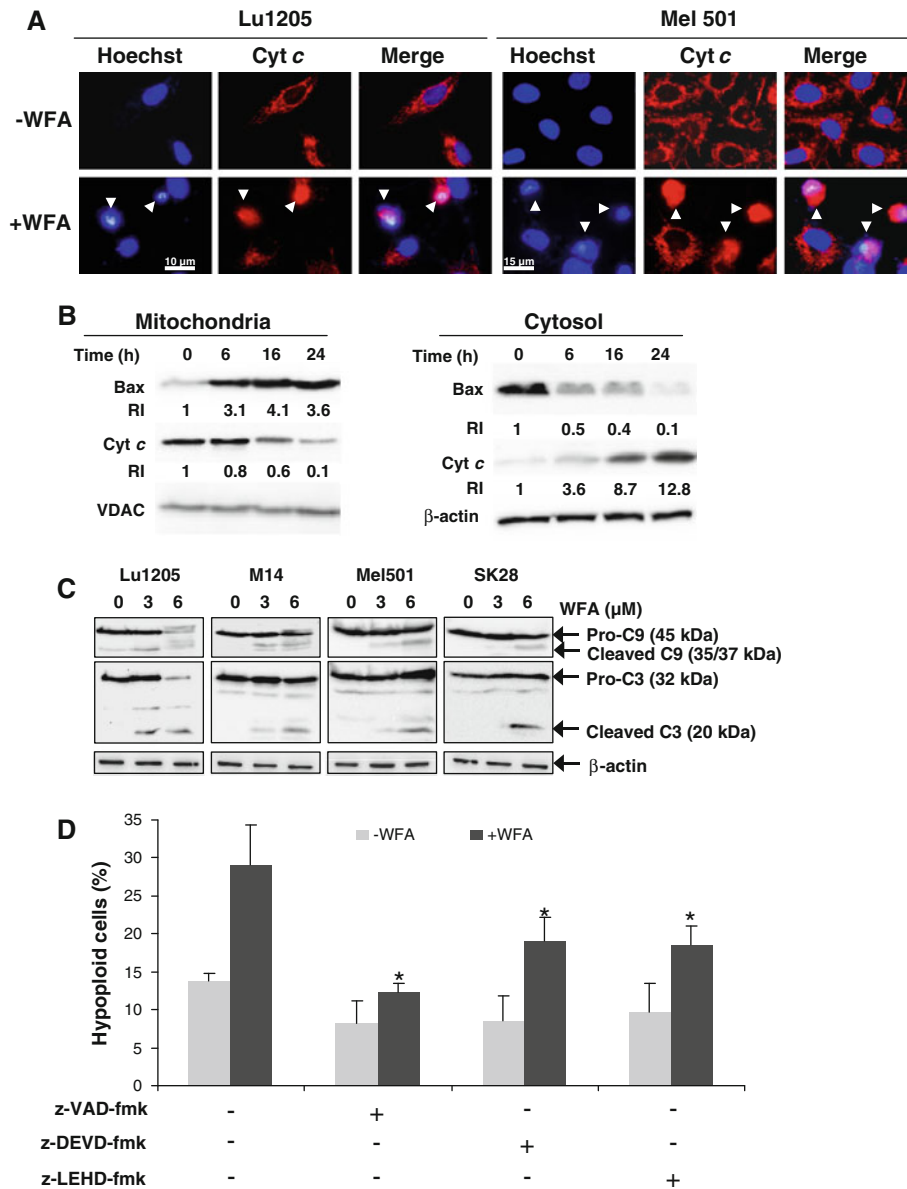 A
Lu1205 Mel 501
Hoechst Cyt c Merge Hoechst Cyt c Merge
-WFA
+WFA
10 µm 15 µm
B
Mitochondria
Time (h) 0 6 16 24
Bax
RI 1 3.1 4.1 3.6
Cyt c
RI 1 0.8 0.6 0.1
VDAC
Cytosol
Time (h) 0 6 16 24
Bax
RI 1 0.5 0.4 0.1
Cyt c
RI 1 3.6 8.7 12.8
β-actin
C
Lu1205 M14 Mel501 SK28
0 3 6 0 3 6 0 3 6 0 3 6 WFA (µM)
Pro-C9 (45 kDa)
Cleaved C9 (35/37 kDa)
Pro-C3 (32 kDa)
Cleaved C3 (20 kDa)
β-actin
D
-WFA +WFA
Hypoploid cells (%)
35
30
25
20
15
10
5
0
* * *
z-VAD-fmk - + - -
z-DEVD-fmk - - + -
z-LEHD-fmk - - - +